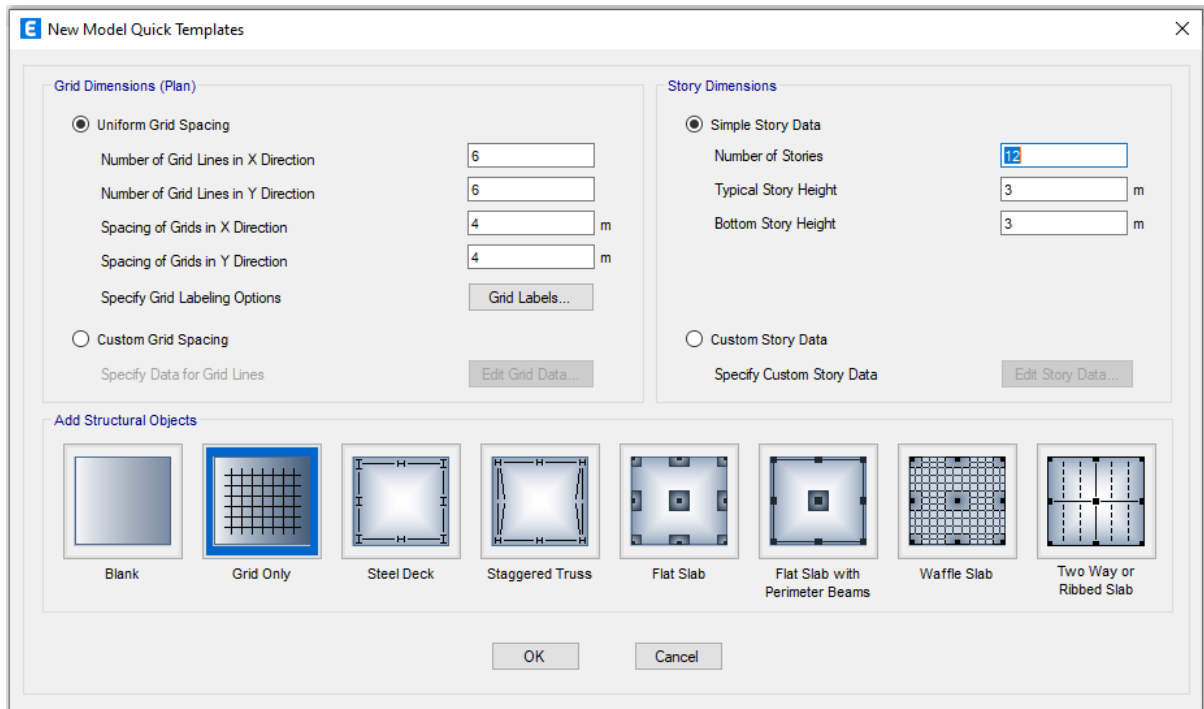 E New Model Quick Templates
Grid Dimensions (Plan)
Uniform Grid Spacing
Number of Grid Lines in X Direction 6
Number of Grid Lines in Y Direction 6
Spacing of Grids in X Direction 4 m
Spacing of Grids in Y Direction 4 m
Specify Grid Labeling Options Grid Labels...
Custom Grid Spacing
Specify Data for Grid Lines Edit Grid Data...
Story Dimensions
Simple Story Data
Number of Stories 12
Typical Story Height 3 m
Bottom Story Height 3 m
Custom Story Data
Specify Custom Story Data Edit Story Data...
Add Structural Objects
Blank
Grid Only
Steel Deck
Staggered Truss
Flat Slab
Flat Slab with
Perimeter Beams
Waffle Slab
Two Way or
Ribbed Slab
OK
Cancel